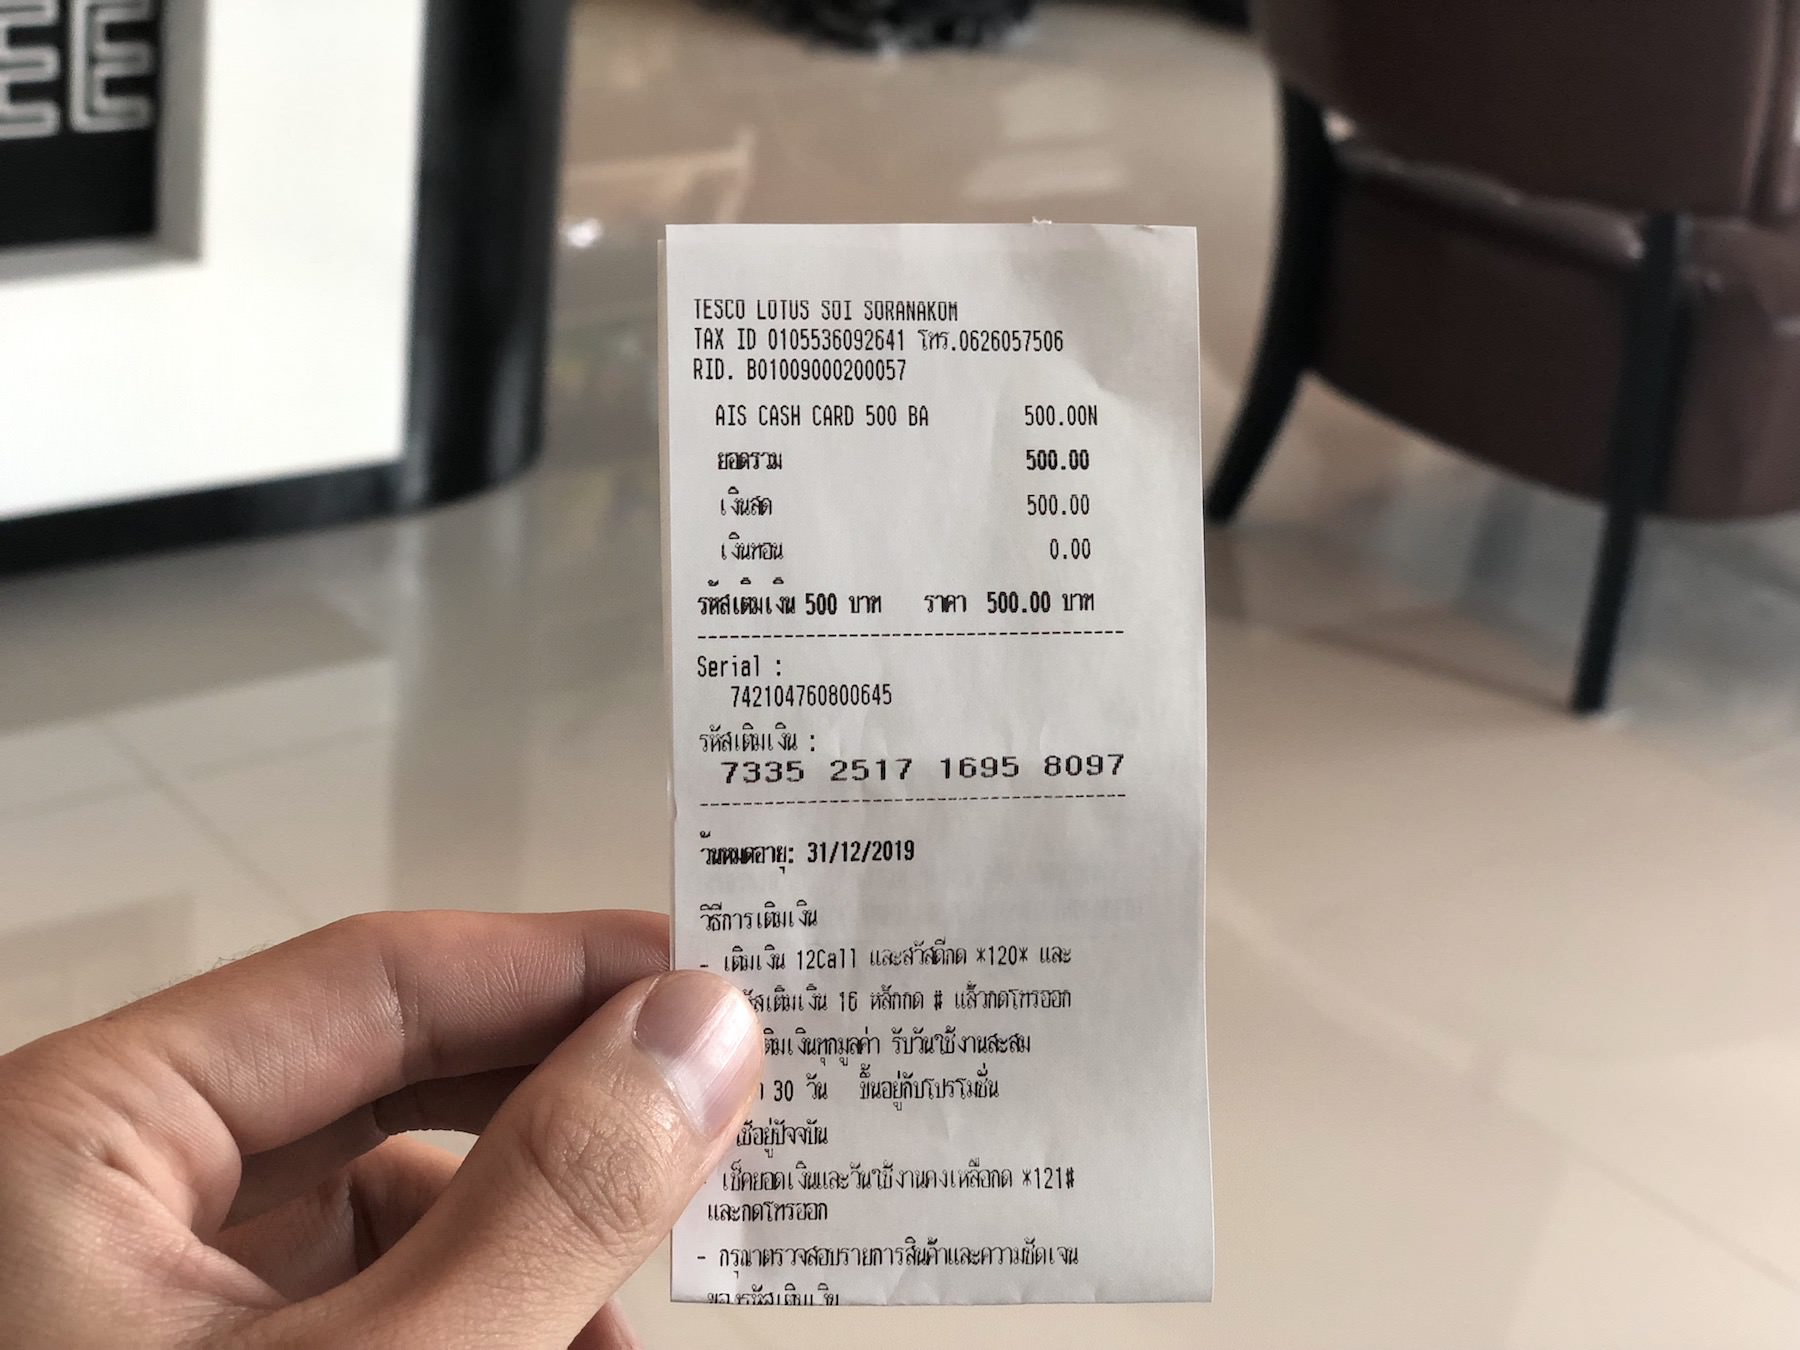 EE
TESCO LOTUS SOI SORANAKOM
TAX ID 0105536092641 โทร.0626057506
RID. B01009000200057
AIS CASH CARD 500 BA 500.00N
ยอดรวม 500.00
เงินสด 500.00
เงินทอน 0.00
รหัสเติมเงิน 500 บาท ราคา 500.00 บาท
Serial :
742104760800645
รหัสเติมเงิน :
7335 2517 1695 8097
วันหมดอายุ: 31/12/2019
วิธีการเติมเงิน
- เติมเงิน 12Call และสวัสดีกด *120* และ
เติมเงิน 16 หลักกด # แล้วกดโทรออก
เติมเงินทุกมูลค่า รับวันใช้งานสะสม
30 วัน ขึ้นอยู่กับโปรโมชั่น
ใช้อยู่ปัจจุบัน
- เช็คยอดเงินและวันใช้งานคงเหลือกด *121#
และกดโทรออก
- กรุณาตรวจสอบรายการสินค้าและความชัดเจน
ของรหัสเติมเงิน